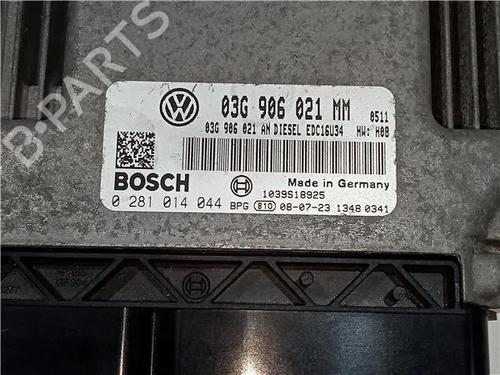 B-PARTS
03G 906 021 MM 0511
03G 906 021 AN DIESEL EDC16U34 HW: H08
BOSCH
Made in Germany
1039S18925
0 281 014 044 BPG 810 08-07-23 1348 0341